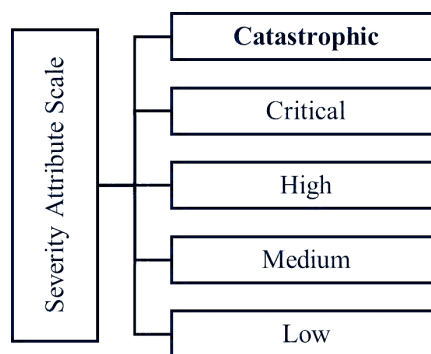 Severity Attribute Scale
Catastrophic
Critical
High
Medium
Low